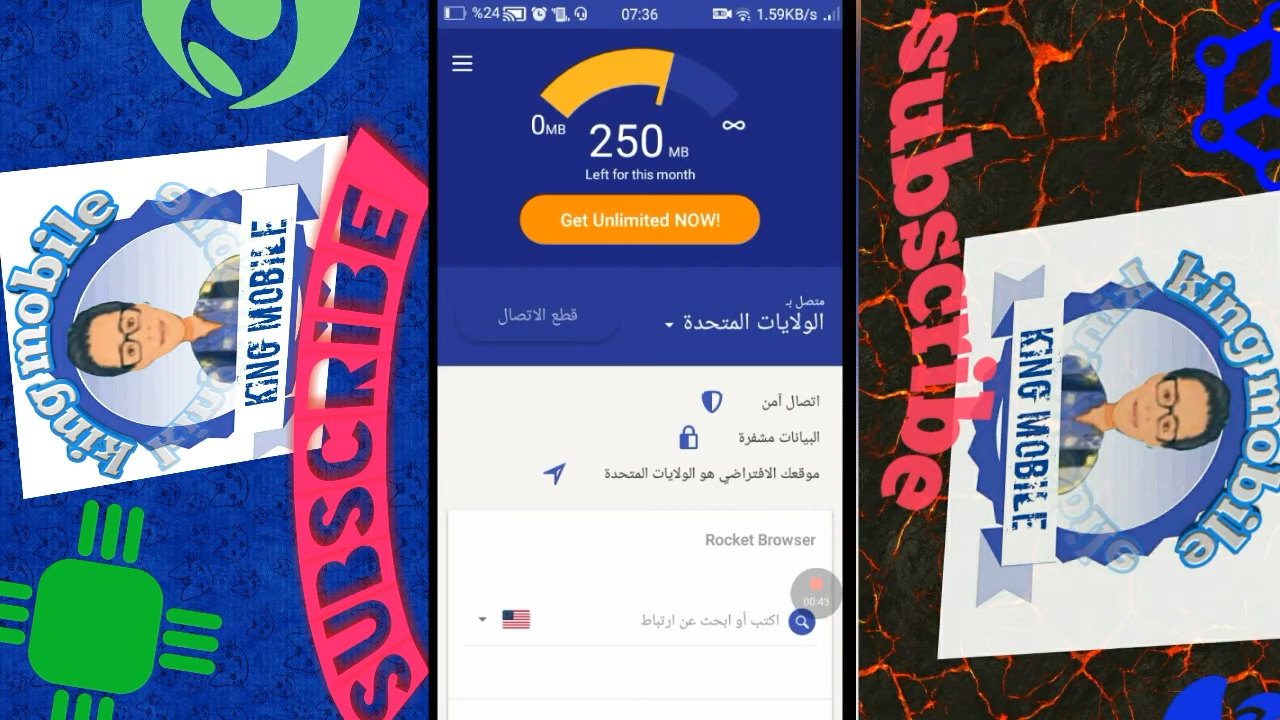 %24
07:36
1.59KB/s
0MB
∞
250 MB
Left for this month
Get Unlimited NOW!
متصل بـ
الولايات المتحدة
قطع الاتصال
اتصال آمن
البيانات مشفرة
موقعك الافتراضي هو الولايات المتحدة
Rocket Browser
اكتب أو ابحث عن ارتباط
00:43
king mobile
KING MOBILE
SUBSCRIBE
subscribe
king mobile
KING MOBILE